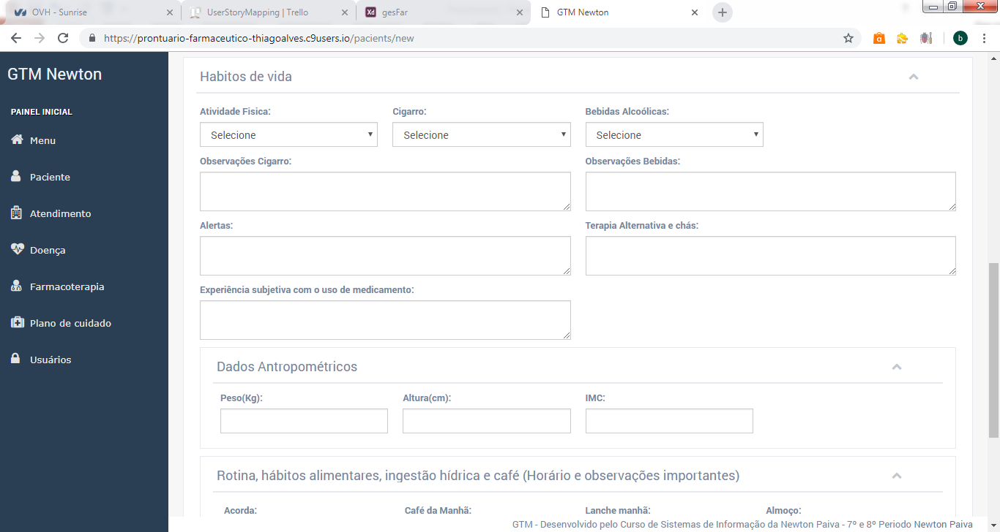 OVH - Sunrise
UserStoryMapping | Trello
Xd gesFar
GTM Newton
https://prontuario-farmaceutico-thiagoalves.c9users.io/pacients/new
a
b
GTM Newton
PAINEL INICIAL
Menu
Paciente
Atendimento
Doença
Farmacoterapia
Plano de cuidado
Usuários
Habitos de vida
Atividade Fisica: Cigarro: Bebidas Alcoólicas:
Selecione Selecione Selecione
Observações Cigarro: Observações Bebidas:
Alertas: Terapia Alternativa e chás:
Experiência subjetiva com o uso de medicamento:
Dados Antropométricos
Peso(Kg): Altura(cm): IMC:
Rotina, hábitos alimentares, ingestão hídrica e café (Horário e observações importantes)
Acorda: Café da Manhã: Lanche manhã: Almoço:
GTM - Desenvolvido pelo Curso de Sistemas de Informação da Newton Paiva - 7º e 8º Periodo Newton Paiva